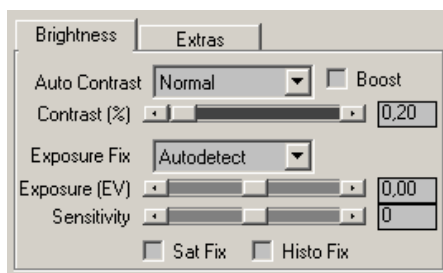 Brightness Extras
Auto Contrast Normal Boost
Contrast (%) 0,20
Exposure Fix Autodetect
Exposure (EV) 0,00
Sensitivity 0
Sat Fix Histo Fix